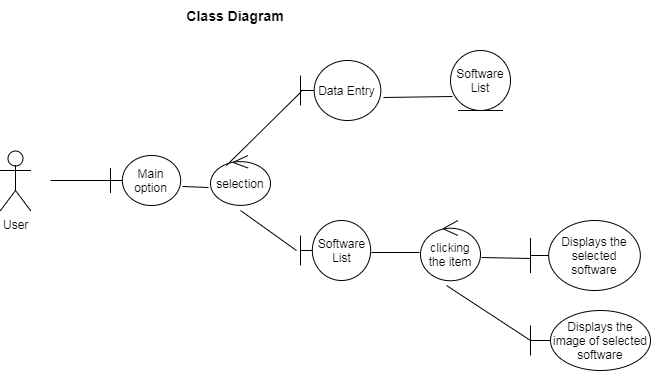 Class Diagram
Software
List
Data Entry
Main
option
selection
User
Software
List
clicking
the item
Displays the
selected
software
Displays the
image of selected
software